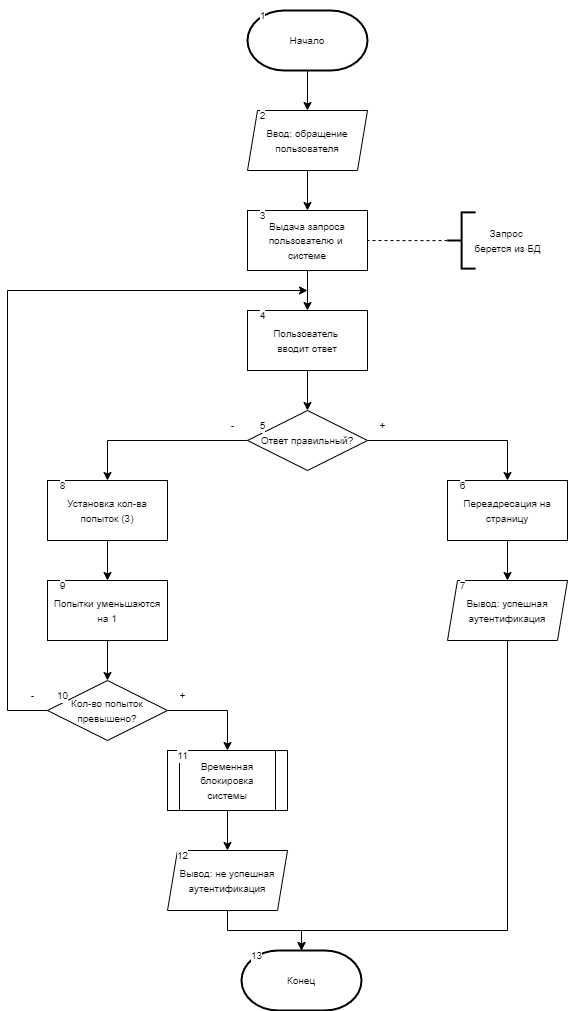 1
Начало
2
Ввод: обращение
пользователя
3
Выдача запроса
пользователю и
системе
Запрос
берется из БД
4
Пользователь
вводит ответ
-
5
+
Ответ правильный?
8
Установка кол-ва
попыток (3)
6
Переадресация на
страницу
9
Попытки уменьшаются
на 1
7
Вывод: успешная
аутентификация
-
10
+
Кол-во попыток
превышено?
11
Временная
блокировка
системы
12
Вывод: не успешная
аутентификация
13
Конец